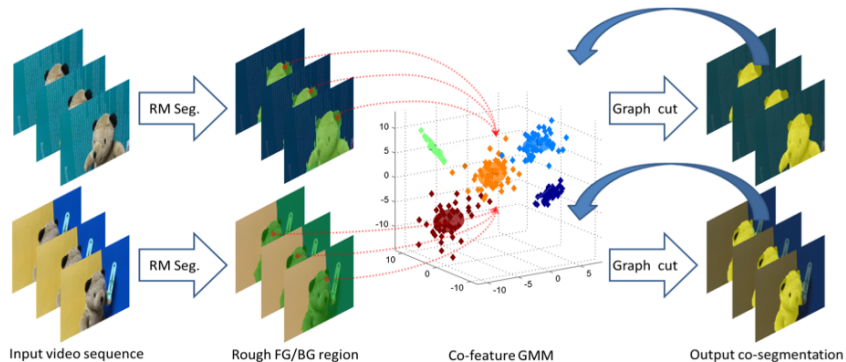 RM Seg.
Graph cut
10
5
0
-5
-10
10
0
-10
-10
-5
0
5
RM Seg.
Graph cut
Input video sequence
Rough FG/BG region
Co-feature GMM
Output co-segmentation